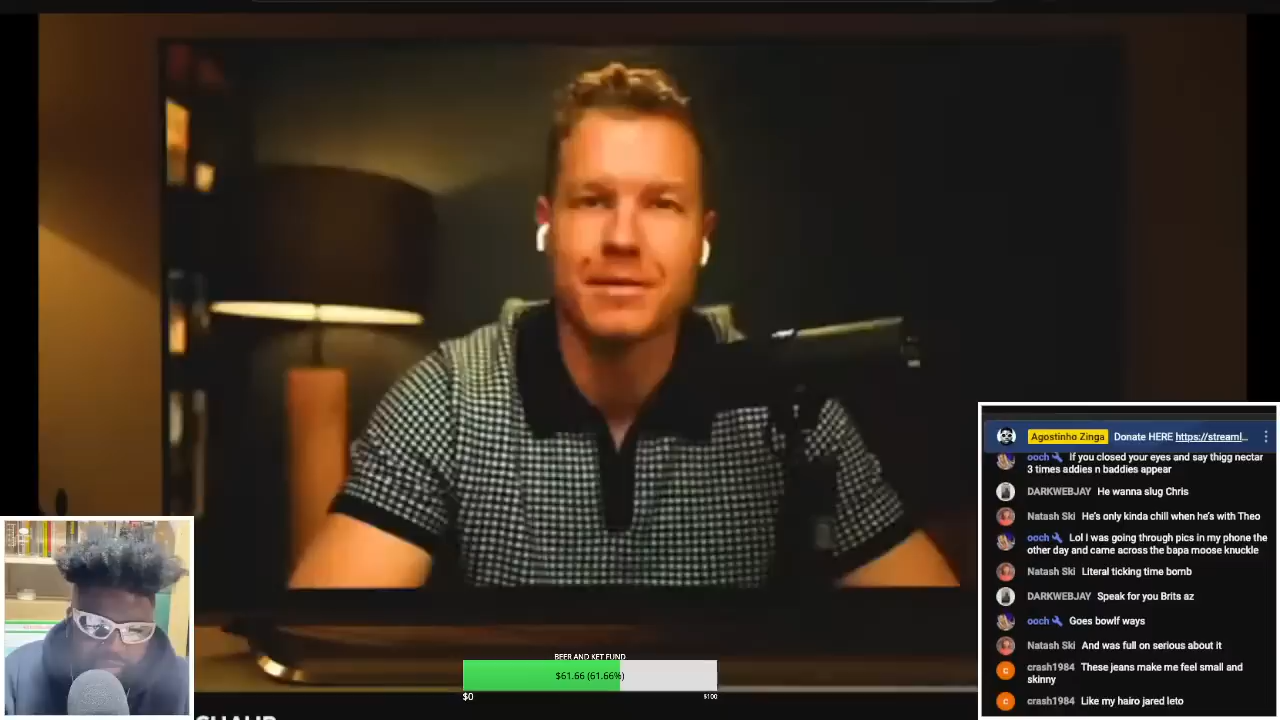 Agostinho Zinga Donate HERE https://streaml...
ooch If you closed your eyes and say thigg nectar
3 times addies n baddies appear
DARKWEBJAY He wanna slug Chris
Natash Ski He's only kinda chill when he's with Theo
ooch Lol I was going through pics in my phone the
other day and came across the bapa moose knuckle
Natash Ski Literal ticking time bomb
DARKWEBJAY Speak for you Brits az
ooch Goes bowlf ways
Natash Ski And was full on serious about it
crash1984 These jeans make me feel small and
skinny
crash1984 Like my hairo jared leto
BEER AND KET FUND
$61.66 (61.66%)
$0
$100